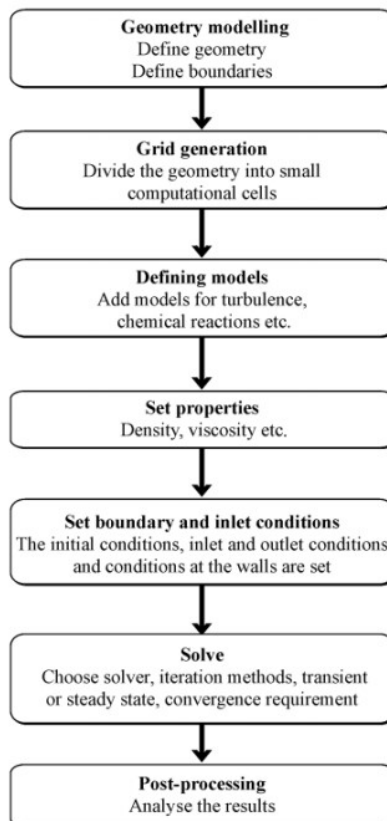 Geometry modelling
Define geometry
Define boundaries
Grid generation
Divide the geometry into small
computational cells
Defining models
Add models for turbulence,
chemical reactions etc.
Set properties
Density, viscosity etc.
Set boundary and inlet conditions
The initial conditions, inlet and outlet conditions
and conditions at the walls are set
Solve
Choose solver, iteration methods, transient
or steady state, convergence requirement
Post-processing
Analyse the results